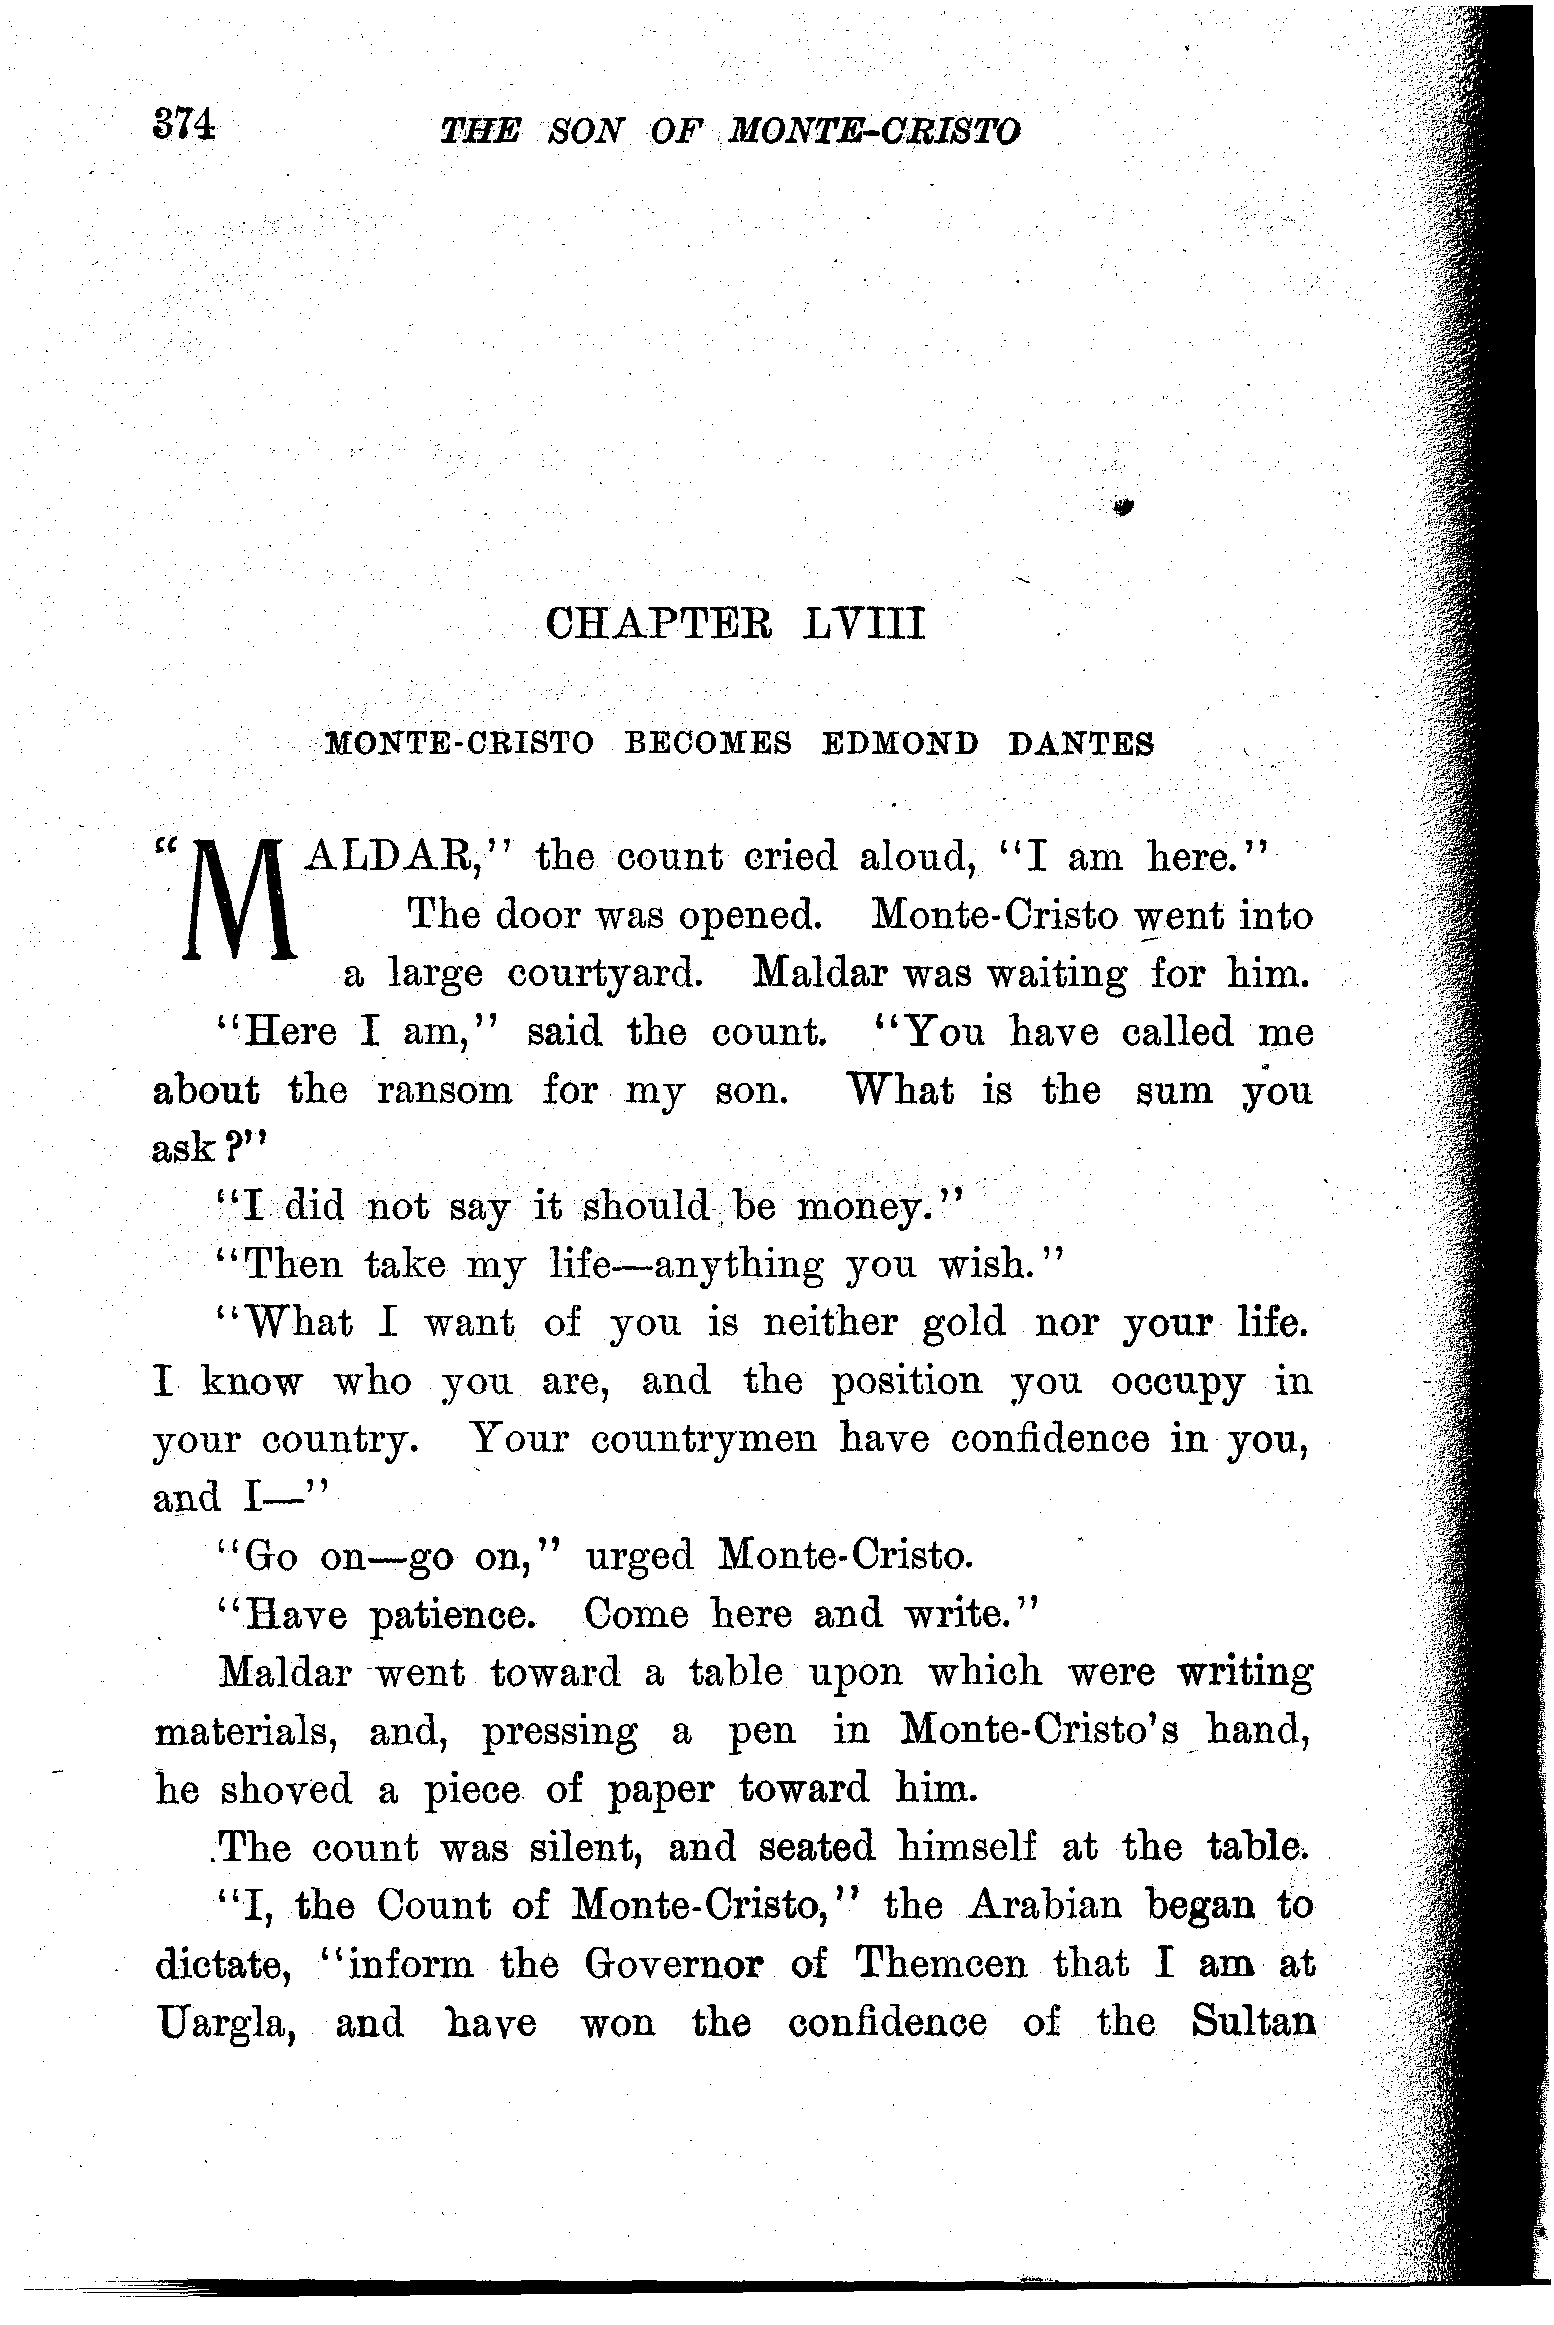 374 THE SON OF MONTE-CRISTO
CHAPTER LVIII
MONTE-CRISTO BECOMES EDMOND DANTES
"MALDAR," the count cried aloud, "I am here."
The door was opened. Monte-Cristo went into
a large courtyard. Maldar was waiting for him.
"Here I am," said the count. "You have called me
about the ransom for my son. What is the sum you
ask?"
"I did not say it should be money."
"Then take my life—anything you wish."
"What I want of you is neither gold nor your life.
I know who you are, and the position you occupy in
your country. Your countrymen have confidence in you,
and I—"
"Go on—go on," urged Monte-Cristo.
"Have patience. Come here and write."
Maldar went toward a table upon which were writing
materials, and, pressing a pen in Monte-Cristo's hand,
he shoved a piece of paper toward him.
The count was silent, and seated himself at the table.
"I, the Count of Monte-Cristo," the Arabian began to
dictate, "inform the Governor of Themcen that I am at
Uargla, and have won the confidence of the Sultan